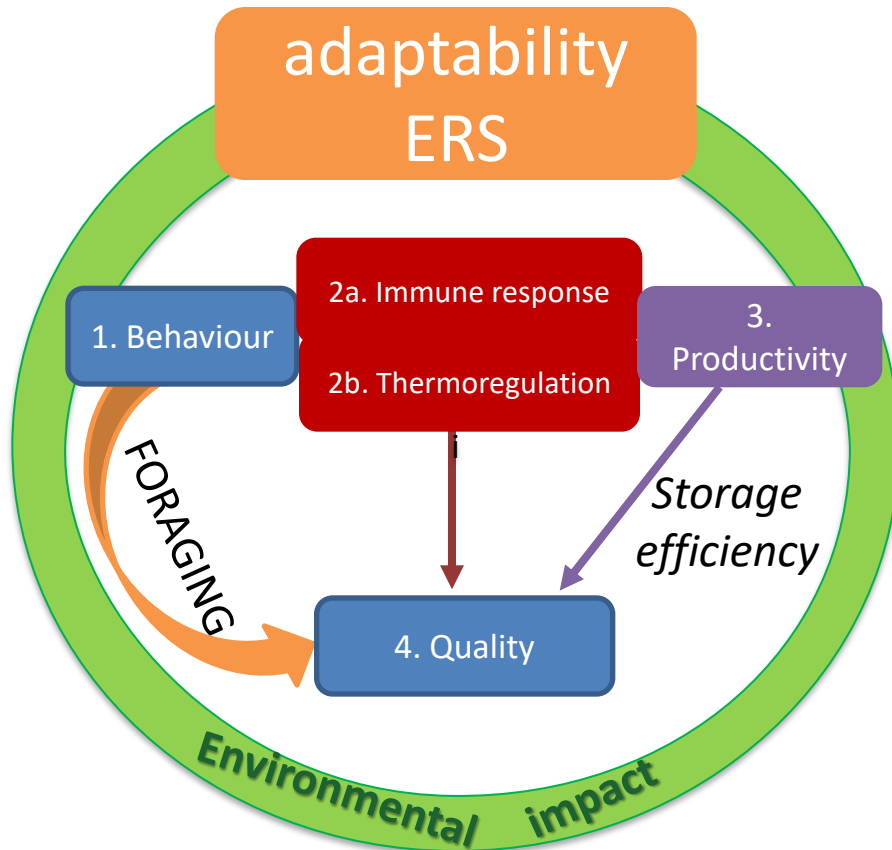 adaptability
ERS
2a. Immune response
1. Behaviour
3.
Productivity
2b. Thermoregulation
i
FORAGING
Storage
efficiency
4. Quality
Environmental impact